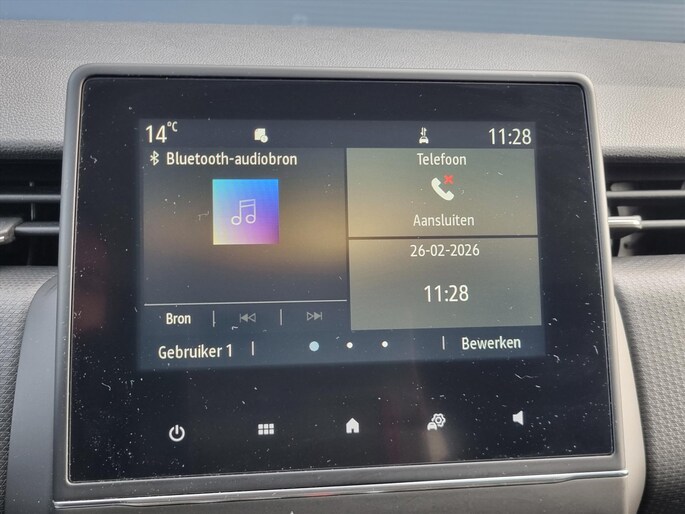 14°C
11:28
Bluetooth-audiobron
Telefoon
Aansluiten
26-02-2026
11:28
Bron
Gebruiker 1
Bewerken